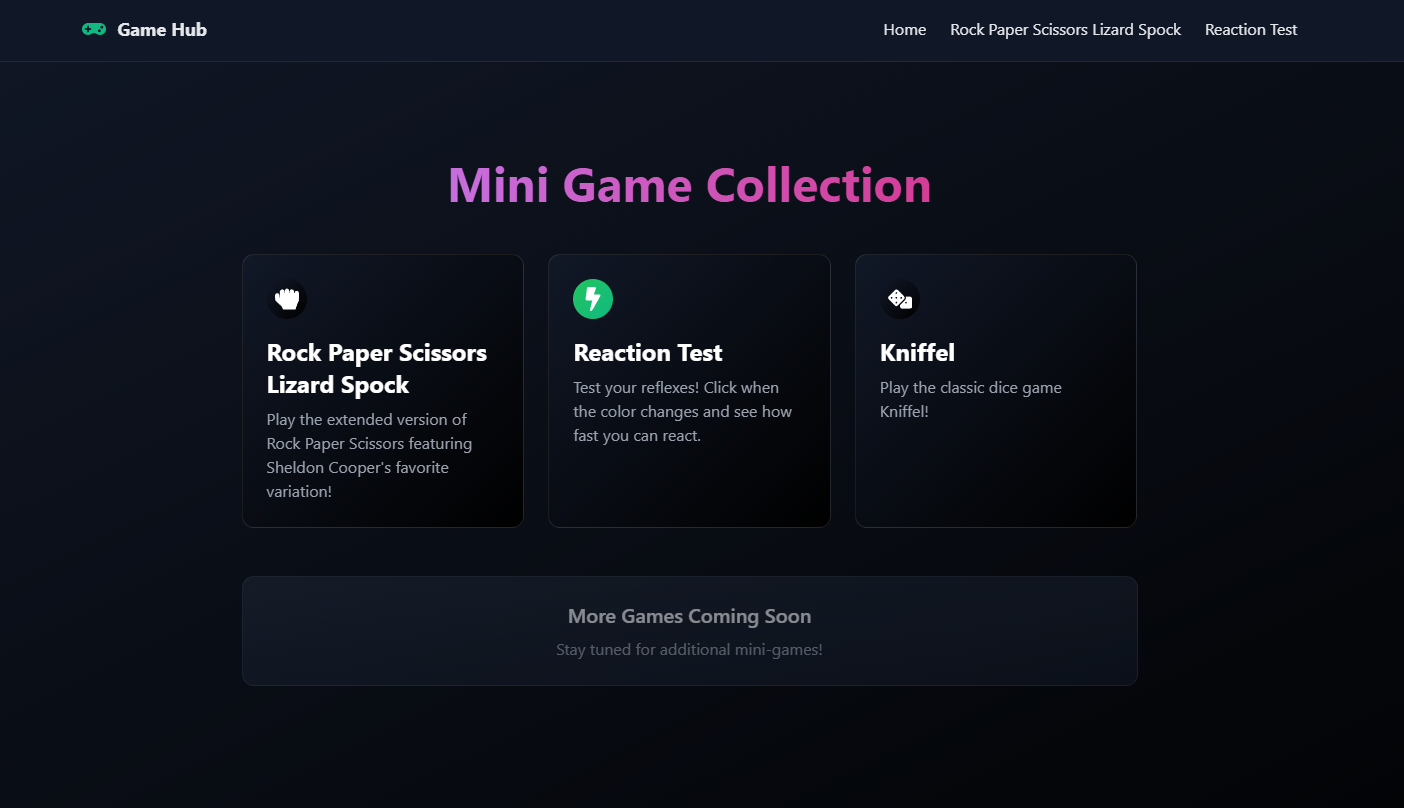 Game Hub
Home
Rock Paper Scissors Lizard Spock
Reaction Test
Mini Game Collection
Rock Paper Scissors
Lizard Spock
Play the extended version of
Rock Paper Scissors featuring
Sheldon Cooper's favorite
variation!
Reaction Test
Test your reflexes! Click when
the color changes and see how
fast you can react.
Kniffel
Play the classic dice game
Kniffel!
More Games Coming Soon
Stay tuned for additional mini-games!